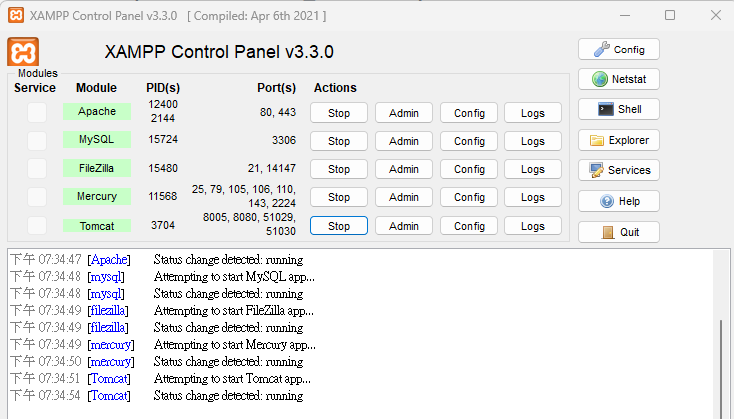 XAMPP Control Panel v3.3.0 [ Compiled: Apr 6th 2021 ]
XAMPP Control Panel v3.3.0
Config
Modules
Service Module PID(s) Port(s) Actions
Netstat
Apache 12400 2144 80, 443 Stop Admin Config Logs
Shell
MySQL 15724 3306 Stop Admin Config Logs
Explorer
FileZilla 15480 21, 14147 Stop Admin Config Logs
Services
Mercury 11568 25, 79, 105, 106, 110, 143, 2224 Stop Admin Config Logs
Help
Tomcat 3704 8005, 8080, 51029, 51030 Stop Admin Config Logs
Quit
下午 07:34:47 [Apache] Status change detected: running
下午 07:34:48 [mysql] Attempting to start MySQL app...
下午 07:34:48 [mysql] Status change detected: running
下午 07:34:49 [filezilla] Attempting to start FileZilla app...
下午 07:34:49 [filezilla] Status change detected: running
下午 07:34:49 [mercury] Attempting to start Mercury app...
下午 07:34:50 [mercury] Status change detected: running
下午 07:34:51 [Tomcat] Attempting to start Tomcat app...
下午 07:34:54 [Tomcat] Status change detected: running